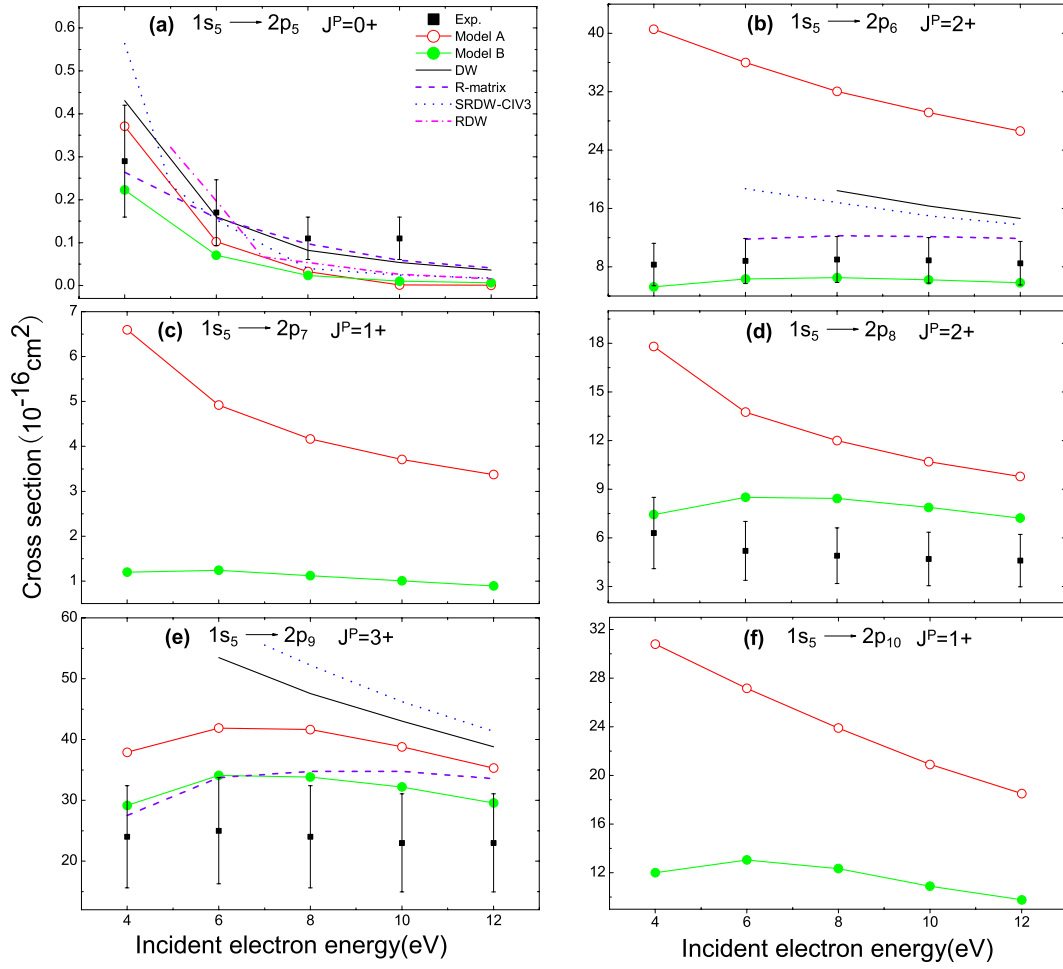 (a) 1s₅ → 2p₅ Jᴾ=0+
Exp.
Model A
Model B
DW
R-matrix
SRDW-CIV3
RDW
0.6
0.5
0.4
0.3
0.2
0.1
0.0
(b) 1s₅ → 2p₆ Jᴾ=2+
40
32
24
16
8
(c) 1s₅ → 2p₇ Jᴾ=1+
7
6
5
4
3
2
1
(d) 1s₅ → 2p₈ Jᴾ=2+
18
15
12
9
6
3
Cross section (10⁻¹⁶cm²)
(e) 1s₅ → 2p₉ Jᴾ=3+
60
50
40
30
20
4 6 8 10 12
Incident electron energy(eV)
(f) 1s₅ → 2p₁₀ Jᴾ=1+
32
28
24
20
16
12
4 6 8 10 12
Incident electron energy(eV)